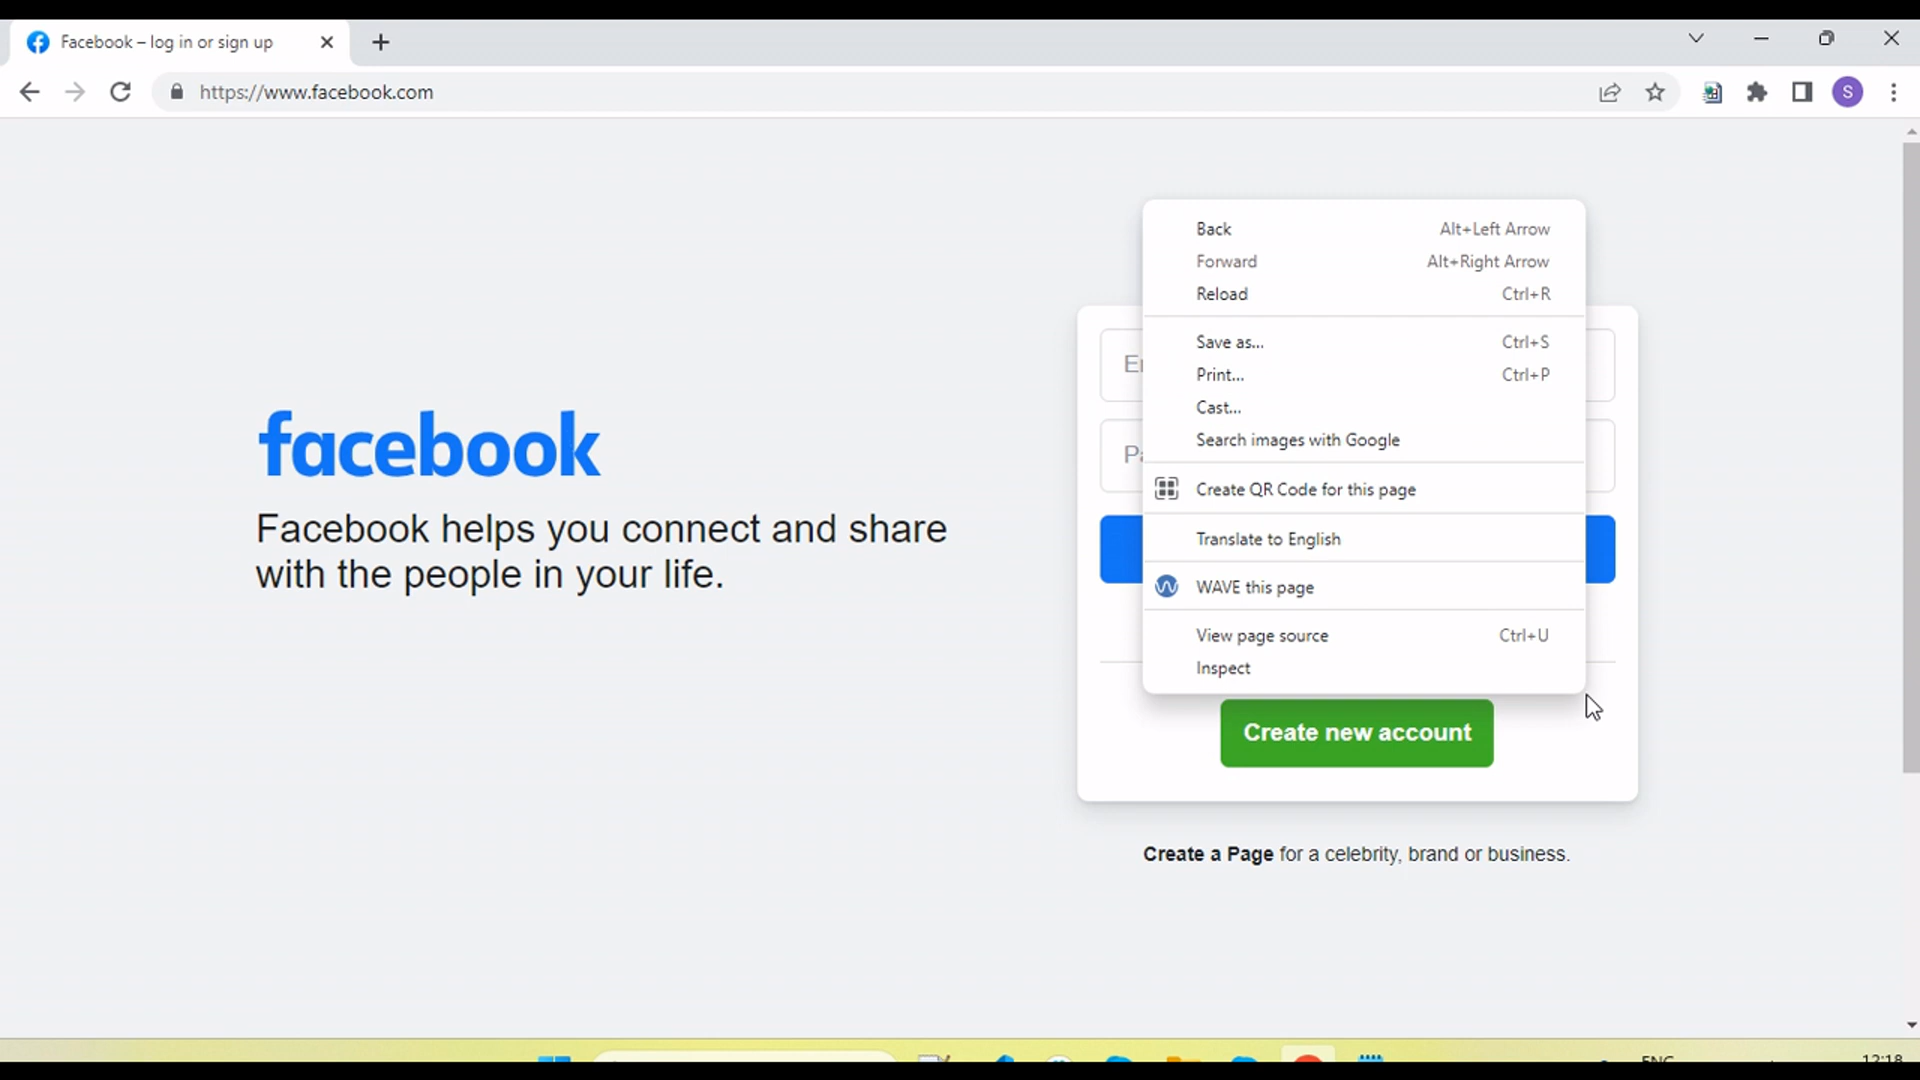 Facebook – log in or sign up
https://www.facebook.com
facebook
Facebook helps you connect and share
with the people in your life.
Back Alt+Left Arrow
Forward Alt+Right Arrow
Reload Ctrl+R
Save as... Ctrl+S
Print... Ctrl+P
Cast...
Search images with Google
Create QR Code for this page
Translate to English
WAVE this page
View page source Ctrl+U
Inspect
Create new account
Create a Page for a celebrity, brand or business.
S
ENG
12:18